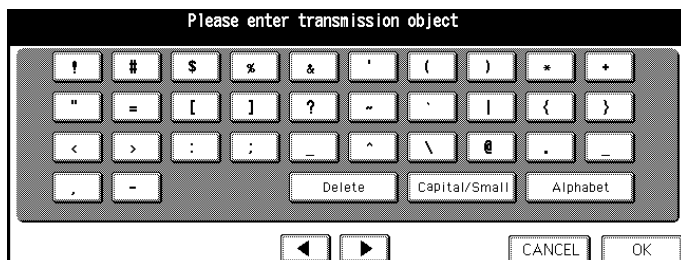 Please enter transmission object
! # $ % & ' ( ) * +
" = [ ] ? ~ ` | { }
< > : ; _ ^ \ @ . _
, - Delete Capital/Small Alphabet
CANCEL OK